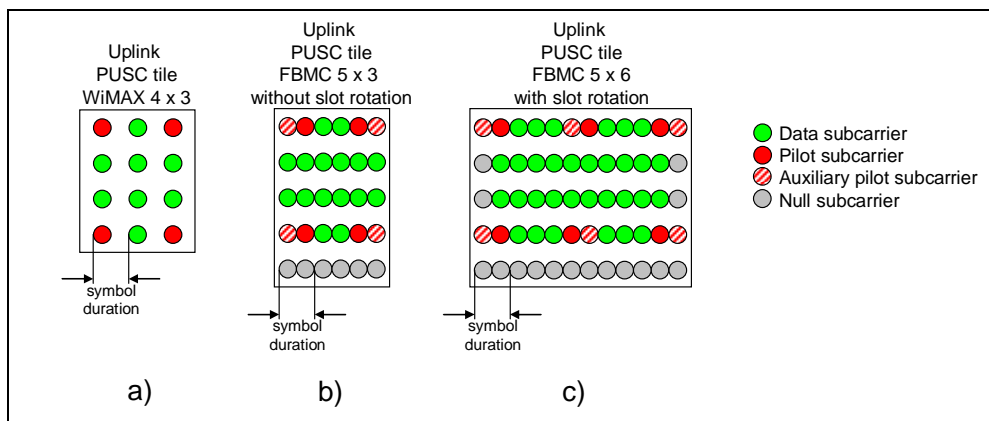 Uplink
PUSC tile
WiMAX 4 x 3
Uplink
PUSC tile
FBMC 5 x 3
without slot rotation
Uplink
PUSC tile
FBMC 5 x 6
with slot rotation
Data subcarrier
Pilot subcarrier
Auxiliary pilot subcarrier
Null subcarrier
symbol
duration
symbol
duration
symbol
duration
a)
b)
c)